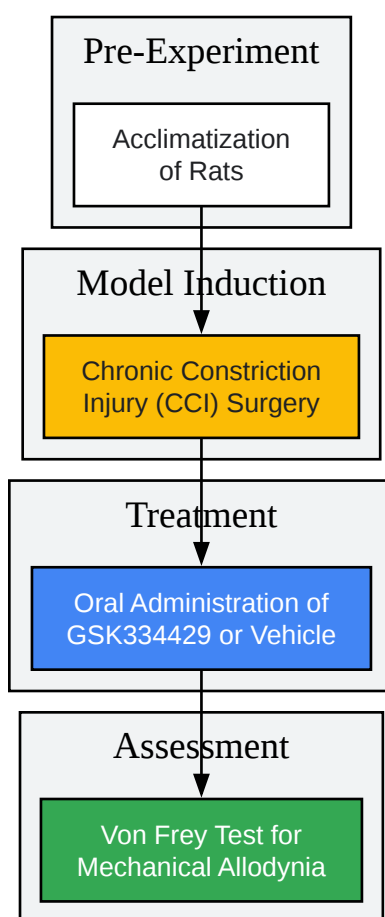 Pre-Experiment
Acclimatization
of Rats
Model Induction
Chronic Constriction
Injury (CCI) Surgery
Treatment
Oral Administration of
GSK334429 or Vehicle
Assessment
Von Frey Test for
Mechanical Allodynia